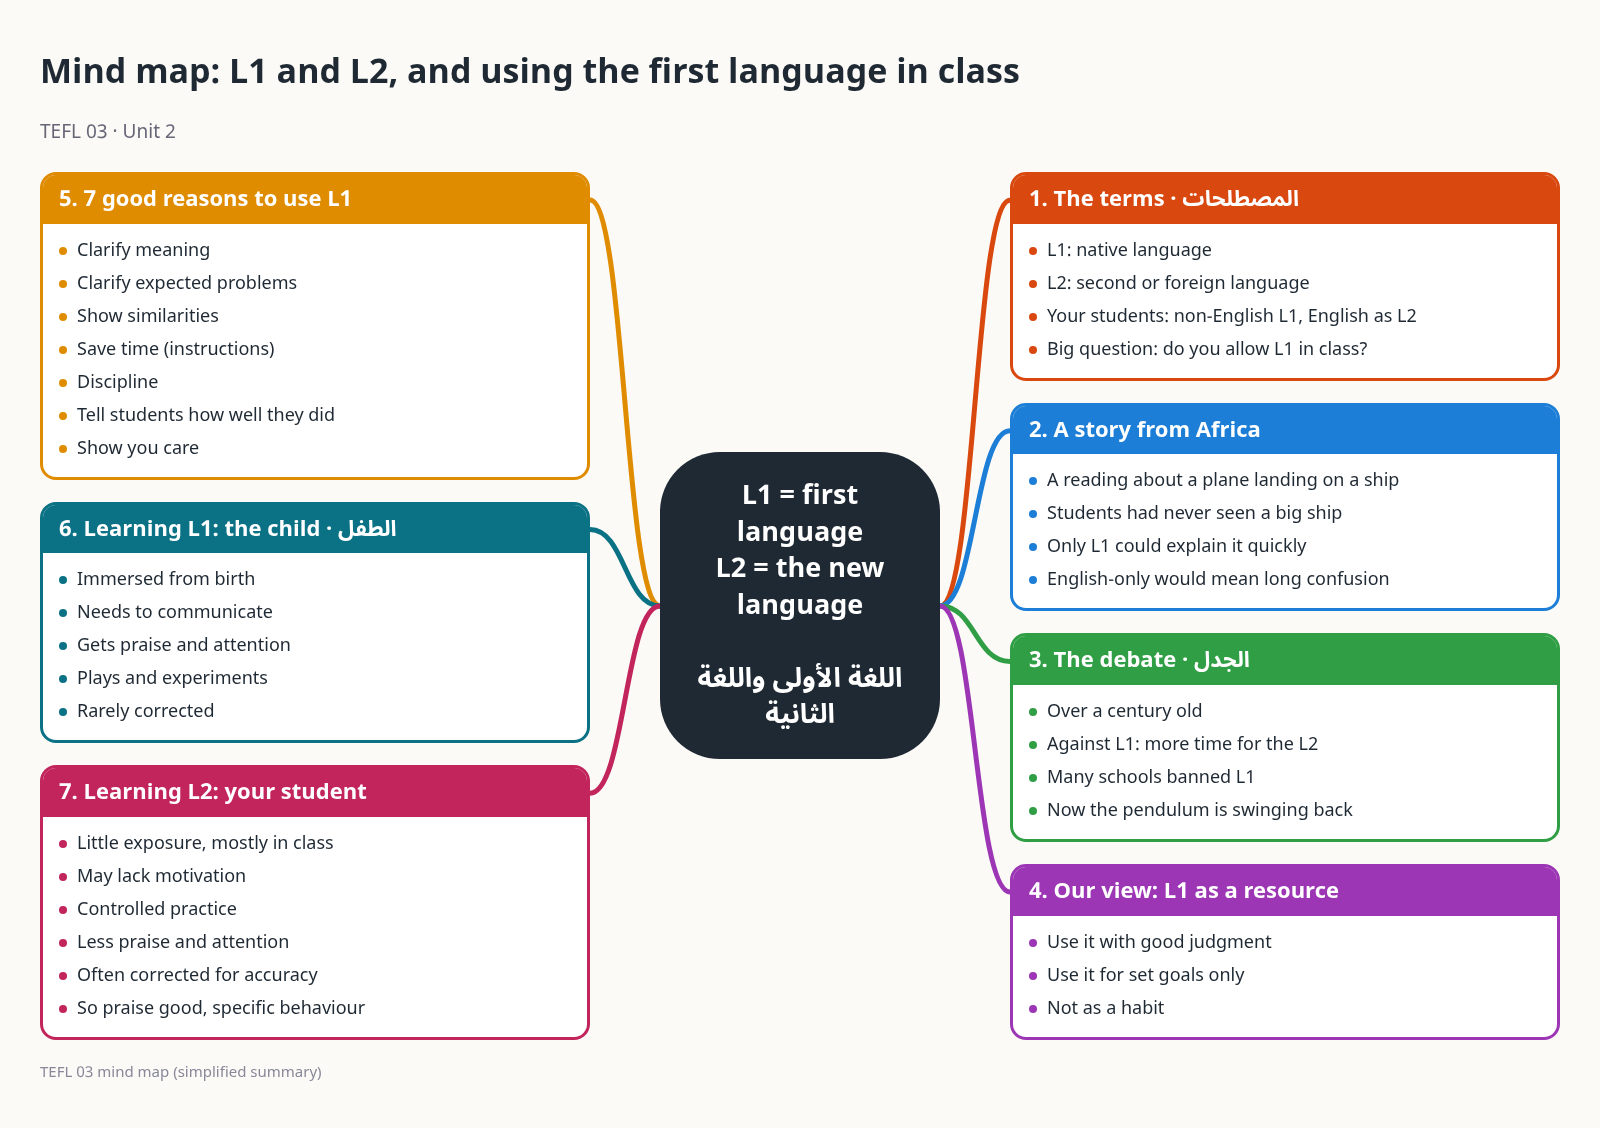 Mind map: L1 and L2, and using the first language in class
TEFL 03 · Unit 2
L1 = first
language
L2 = the new
language
اللغة الأولى واللغة
الثانية
1. The terms · المصطلحات
L1: native language
L2: second or foreign language
Your students: non-English L1, English as L2
Big question: do you allow L1 in class?
2. A story from Africa
A reading about a plane landing on a ship
Students had never seen a big ship
Only L1 could explain it quickly
English-only would mean long confusion
3. The debate · الجدل
Over a century old
Against L1: more time for the L2
Many schools banned L1
Now the pendulum is swinging back
4. Our view: L1 as a resource
Use it with good judgment
Use it for set goals only
Not as a habit
5. 7 good reasons to use L1
Clarify meaning
Clarify expected problems
Show similarities
Save time (instructions)
Discipline
Tell students how well they did
Show you care
6. Learning L1: the child · الطفل
Immersed from birth
Needs to communicate
Gets praise and attention
Plays and experiments
Rarely corrected
7. Learning L2: your student
Little exposure, mostly in class
May lack motivation
Controlled practice
Less praise and attention
Often corrected for accuracy
So praise good, specific behaviour
TEFL 03 mind map (simplified summary)